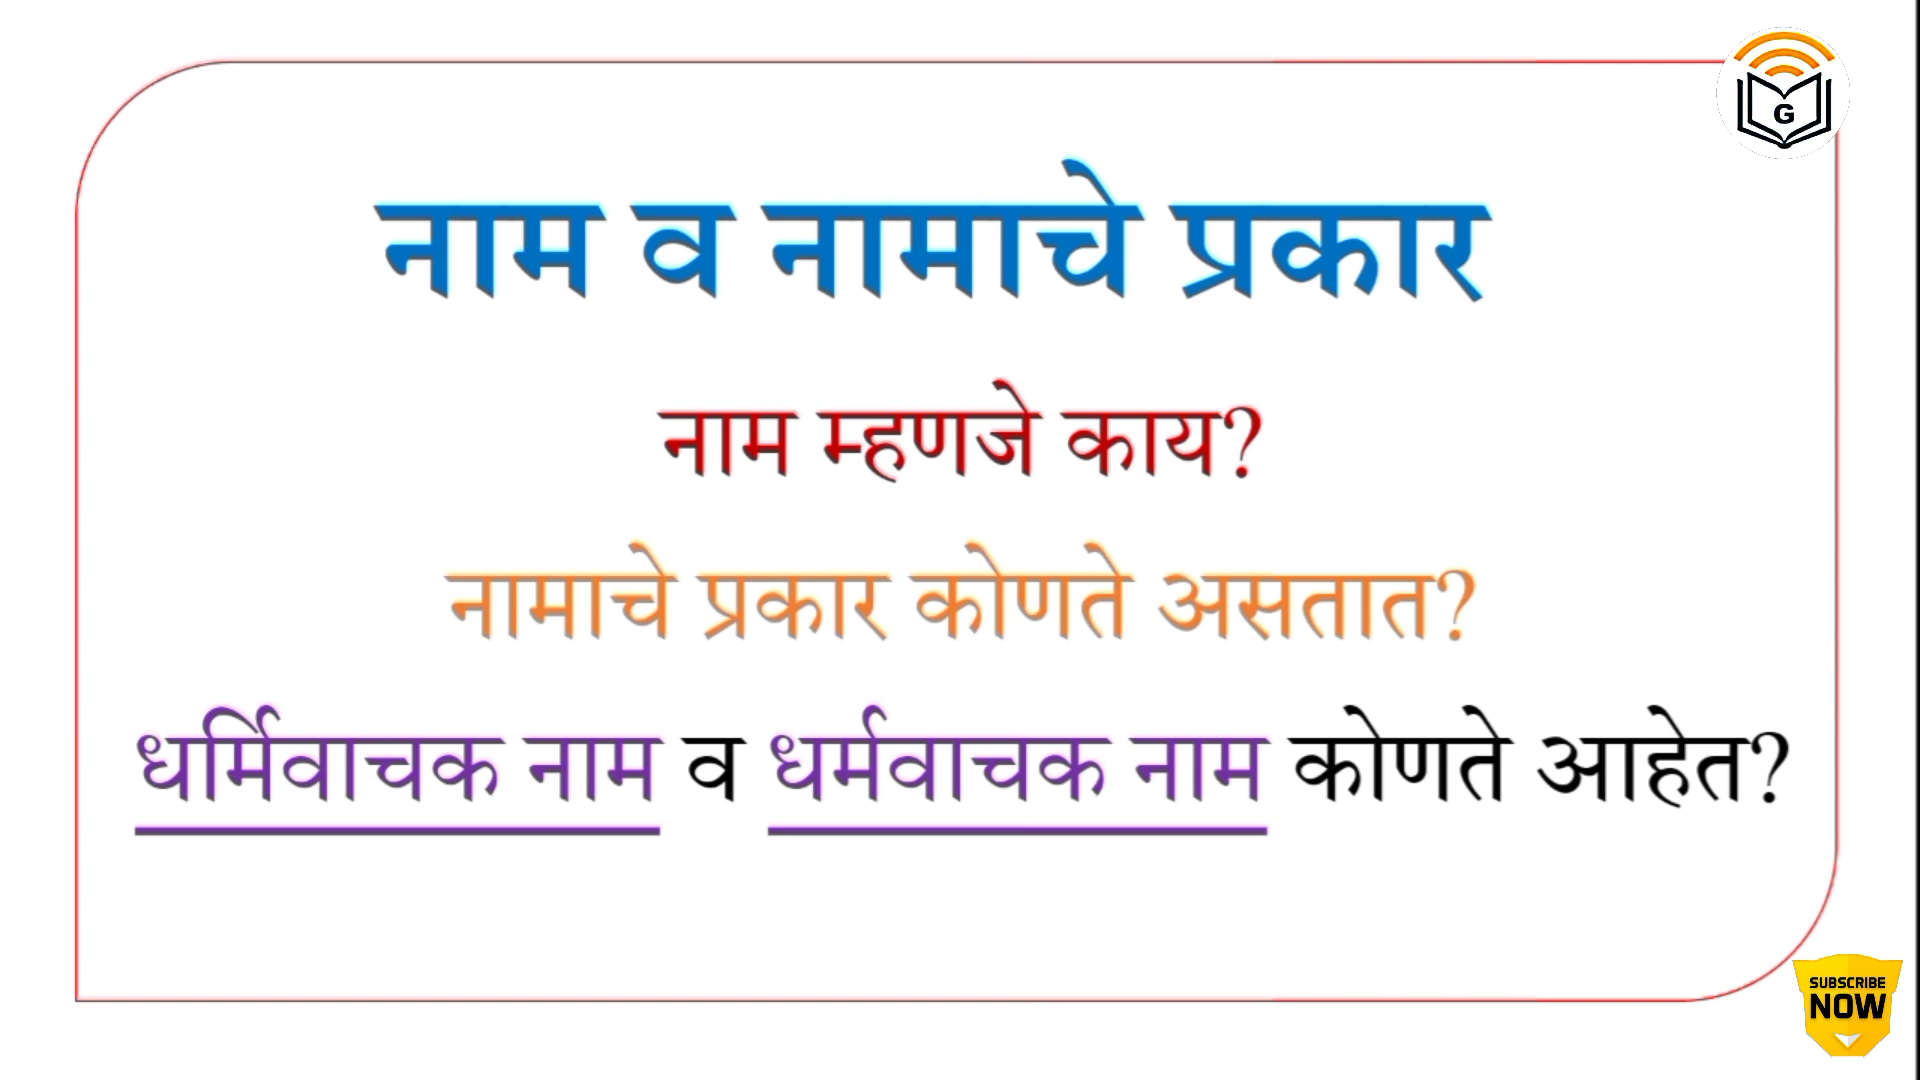 G
नाम व नामाचे प्रकार
नाम म्हणजे काय?
नामाचे प्रकार कोणते असतात?
धर्मिवाचक नाम व धर्मवाचक नाम कोणते आहेत?
SUBSCRIBE
NOW